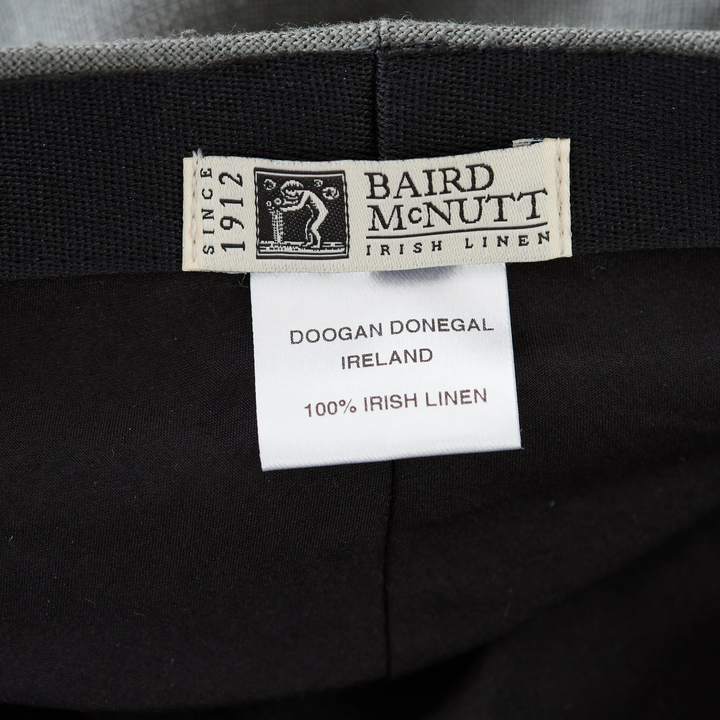 SINCE
1912
BAIRD
McNUTT
IRISH LINEN
DOOGAN DONEGAL
IRELAND
100% IRISH LINEN